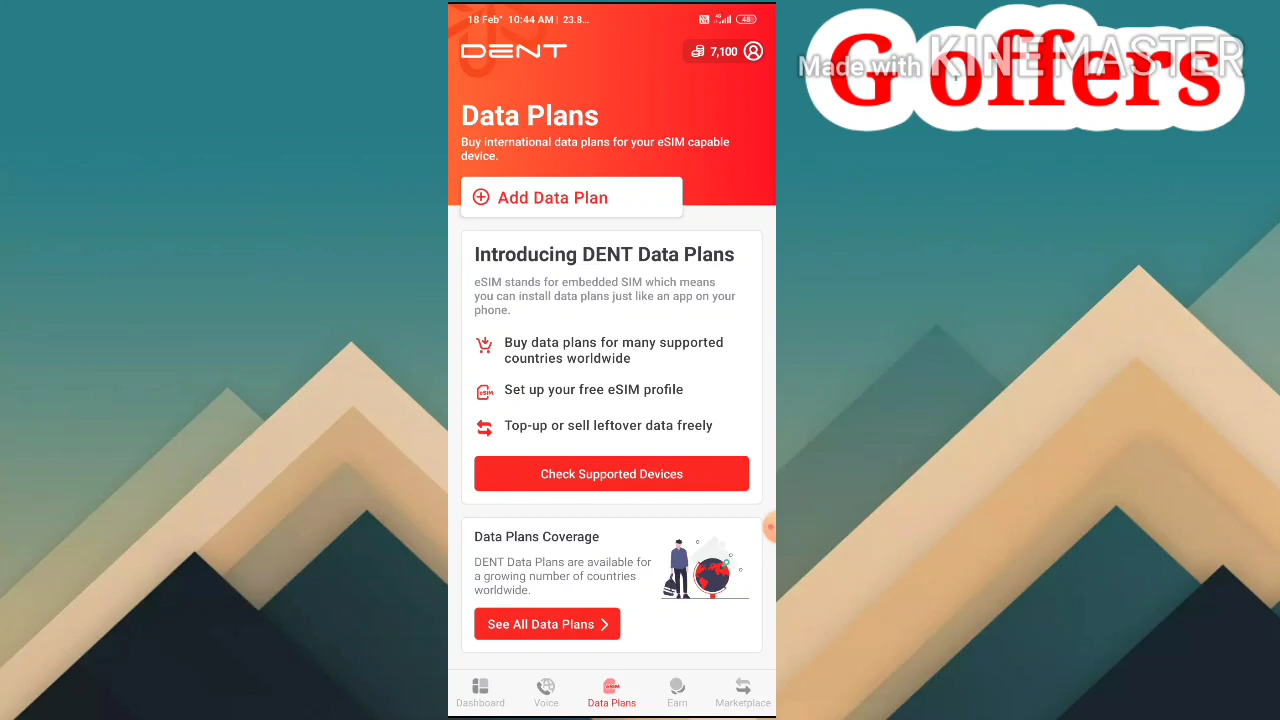 18 Feb" 10:44 AM | 23.8...
4G
48
DENT
7,100
Data Plans
Buy international data plans for your eSIM capable
device.
Add Data Plan
Introducing DENT Data Plans
eSIM stands for embedded SIM which means
you can install data plans just like an app on your
phone.
Buy data plans for many supported
countries worldwide
eSIM
Set up your free eSIM profile
Top-up or sell leftover data freely
Check Supported Devices
Data Plans Coverage
DENT Data Plans are available for
a growing number of countries
worldwide.
See All Data Plans
eSIM
Dashboard
Voice
Data Plans
Earn
Marketplace
G offers
Made with KINEMASTER